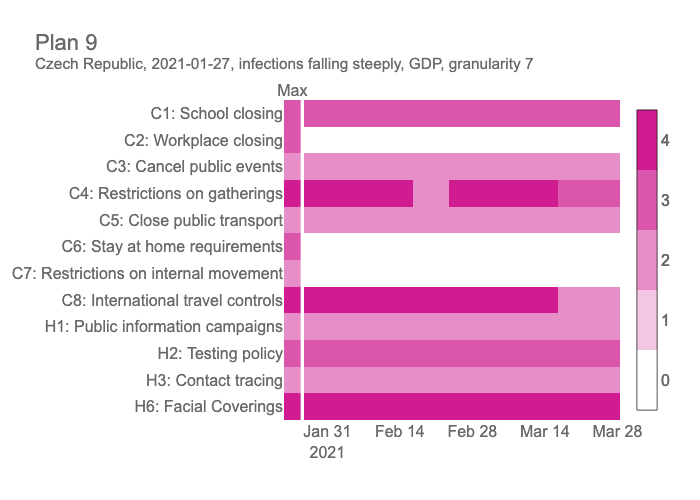 Plan 9
Czech Republic, 2021-01-27, infections falling steeply, GDP, granularity 7
Max
C1: School closing
C2: Workplace closing
C3: Cancel public events
C4: Restrictions on gatherings
C5: Close public transport
C6: Stay at home requirements
C7: Restrictions on internal movement
C8: International travel controls
H1: Public information campaigns
H2: Testing policy
H3: Contact tracing
H6: Facial Coverings
4
3
2
1
0
Jan 31 Feb 14 Feb 28 Mar 14 Mar 28
2021